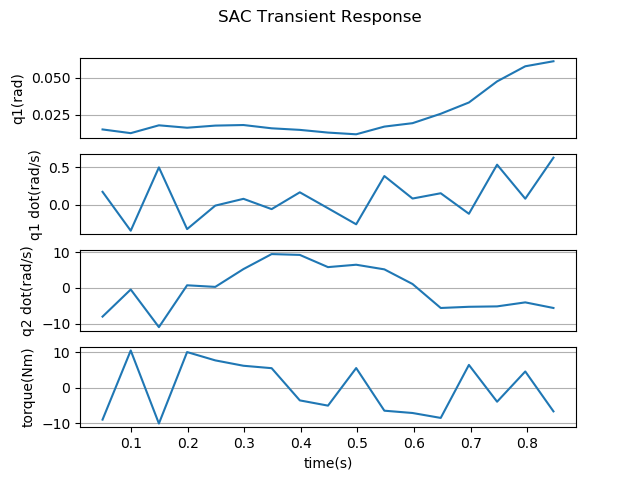 SAC Transient Response
q1(rad)
0.050
0.025
q1 dot(rad/s)
0.5
0.0
q2 dot(rad/s)
10
0
−10
torque(Nm)
10
0
−10
0.1 0.2 0.3 0.4 0.5 0.6 0.7 0.8
time(s)